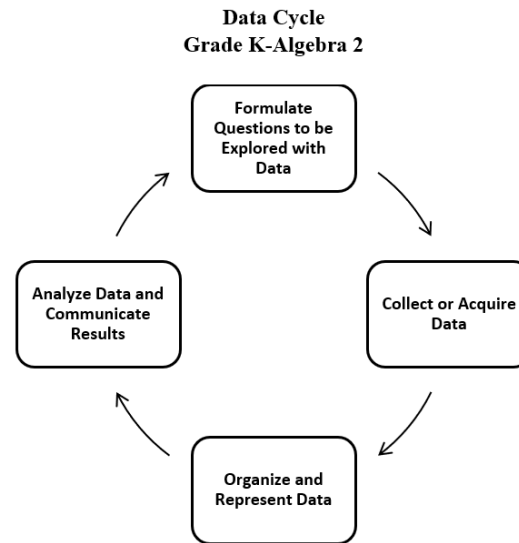 Data Cycle
Grade K-Algebra 2
Formulate
Questions to be
Explored with
Data
Collect or Acquire
Data
Organize and
Represent Data
Analyze Data and
Communicate
Results